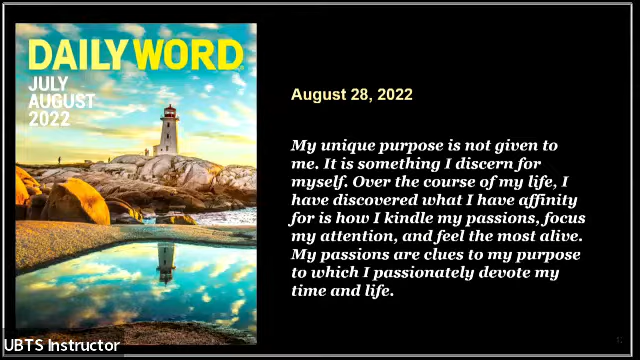 DAILY WORD
JULY
AUGUST
2022
August 28, 2022
My unique purpose is not given to
me. It is something I discern for
myself. Over the course of my life, I
have discovered what I have affinity
for is how I kindle my passions, focus
my attention, and feel the most alive.
My passions are clues to my purpose
to which I passionately devote my
time and life.
UBTS Instructor